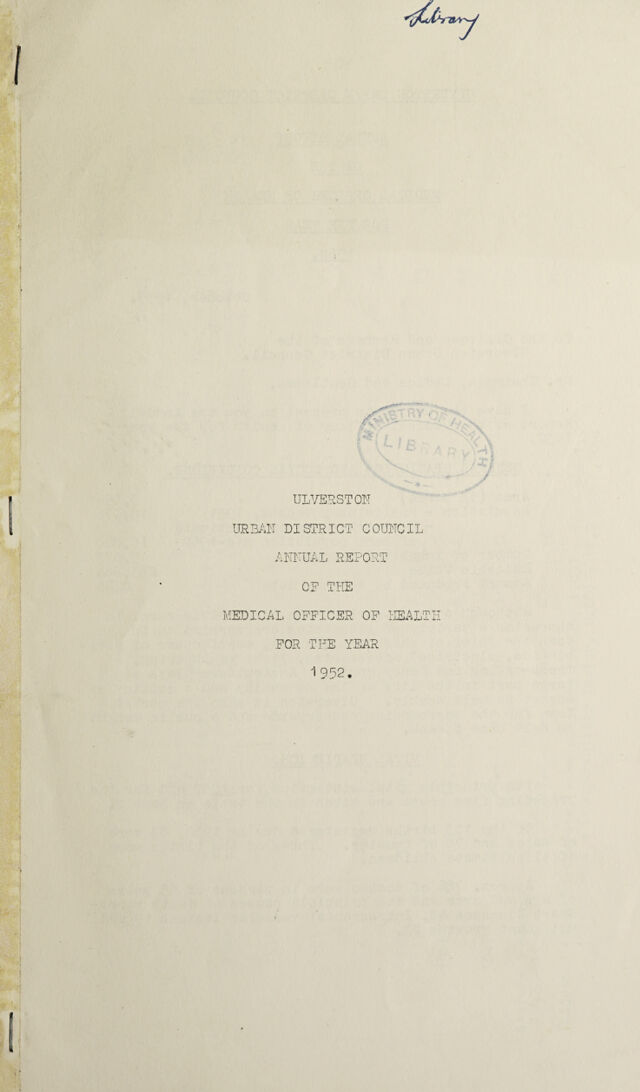 Library
MINISTRY OF HEALTH
LIBRARY
ULVERSTON
URBAN DISTRICT COUNCIL
ANNUAL REPORT
OF THE
MEDICAL OFFICER OF HEALTH
FOR THE YEAR
1952.